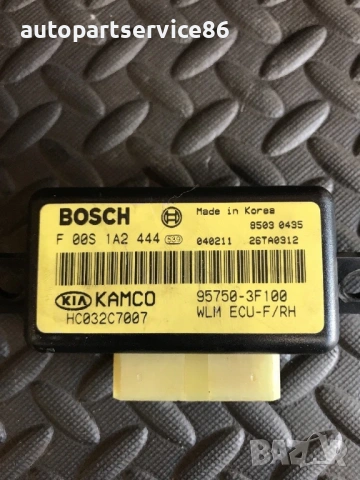 autopartservice86
BOSCH
Made in Korea
8503 0435
F 00S 1A2 444
040211 26TA0312
KIA KAMCO
HC032C7007
95750-3F100
WLM ECU-F/RH
bazar